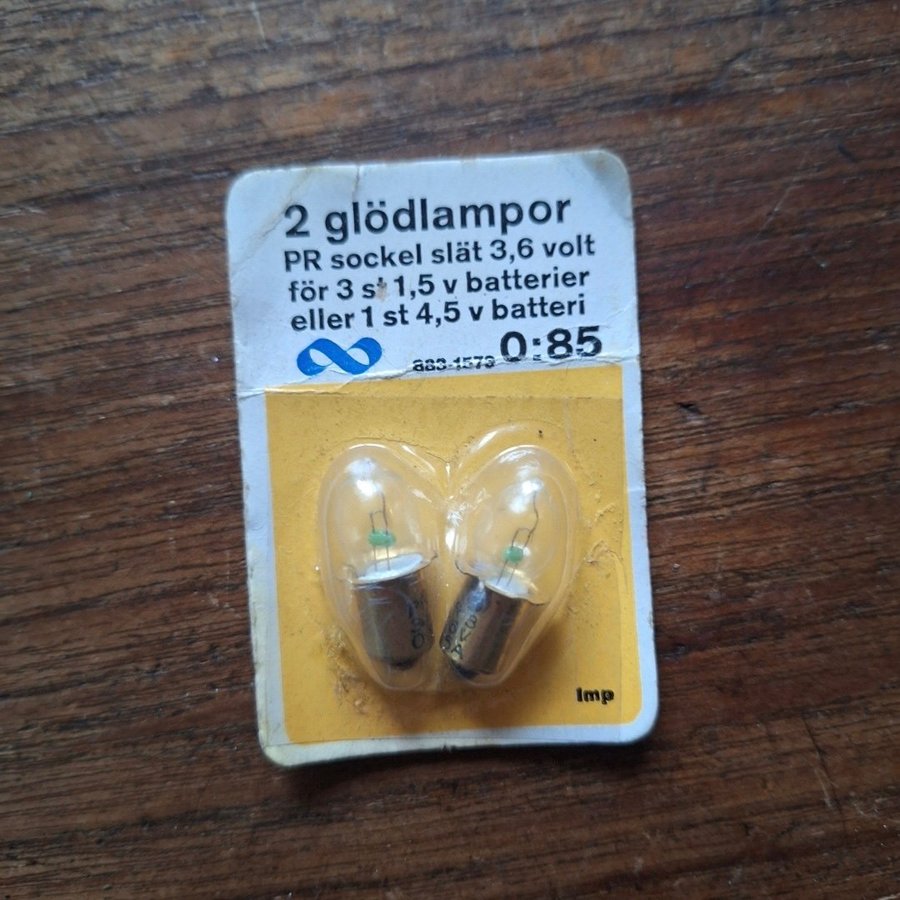 2 glödlampor
PR sockel slät 3,6 volt
för 3 st 1,5 v batterier
eller 1 st 4,5 v batteri
883-1573 0:85
Imp